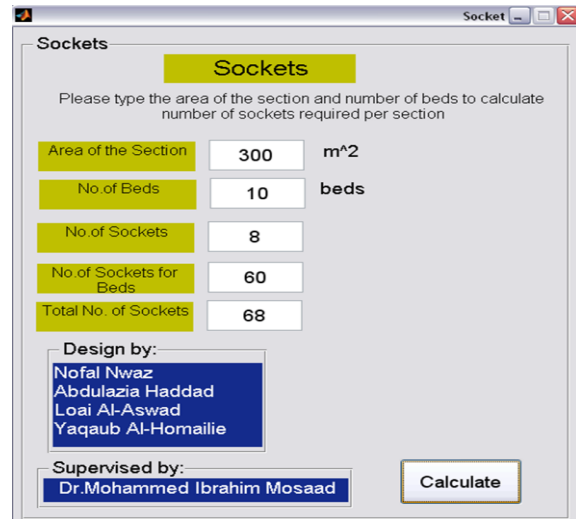 Socket
Sockets
Sockets
Please type the area of the section and number of beds to calculate
number of sockets required per section
Area of the Section 300 m^2
No.of Beds 10 beds
No.of Sockets 8
No.of Sockets for
Beds 60
Total No. of Sockets 68
Design by:
Nofal Nwaz
Abdulazia Haddad
Loai Al-Aswad
Yaqaub Al-Homailie
Supervised by:
Dr.Mohammed Ibrahim Mosaad
Calculate